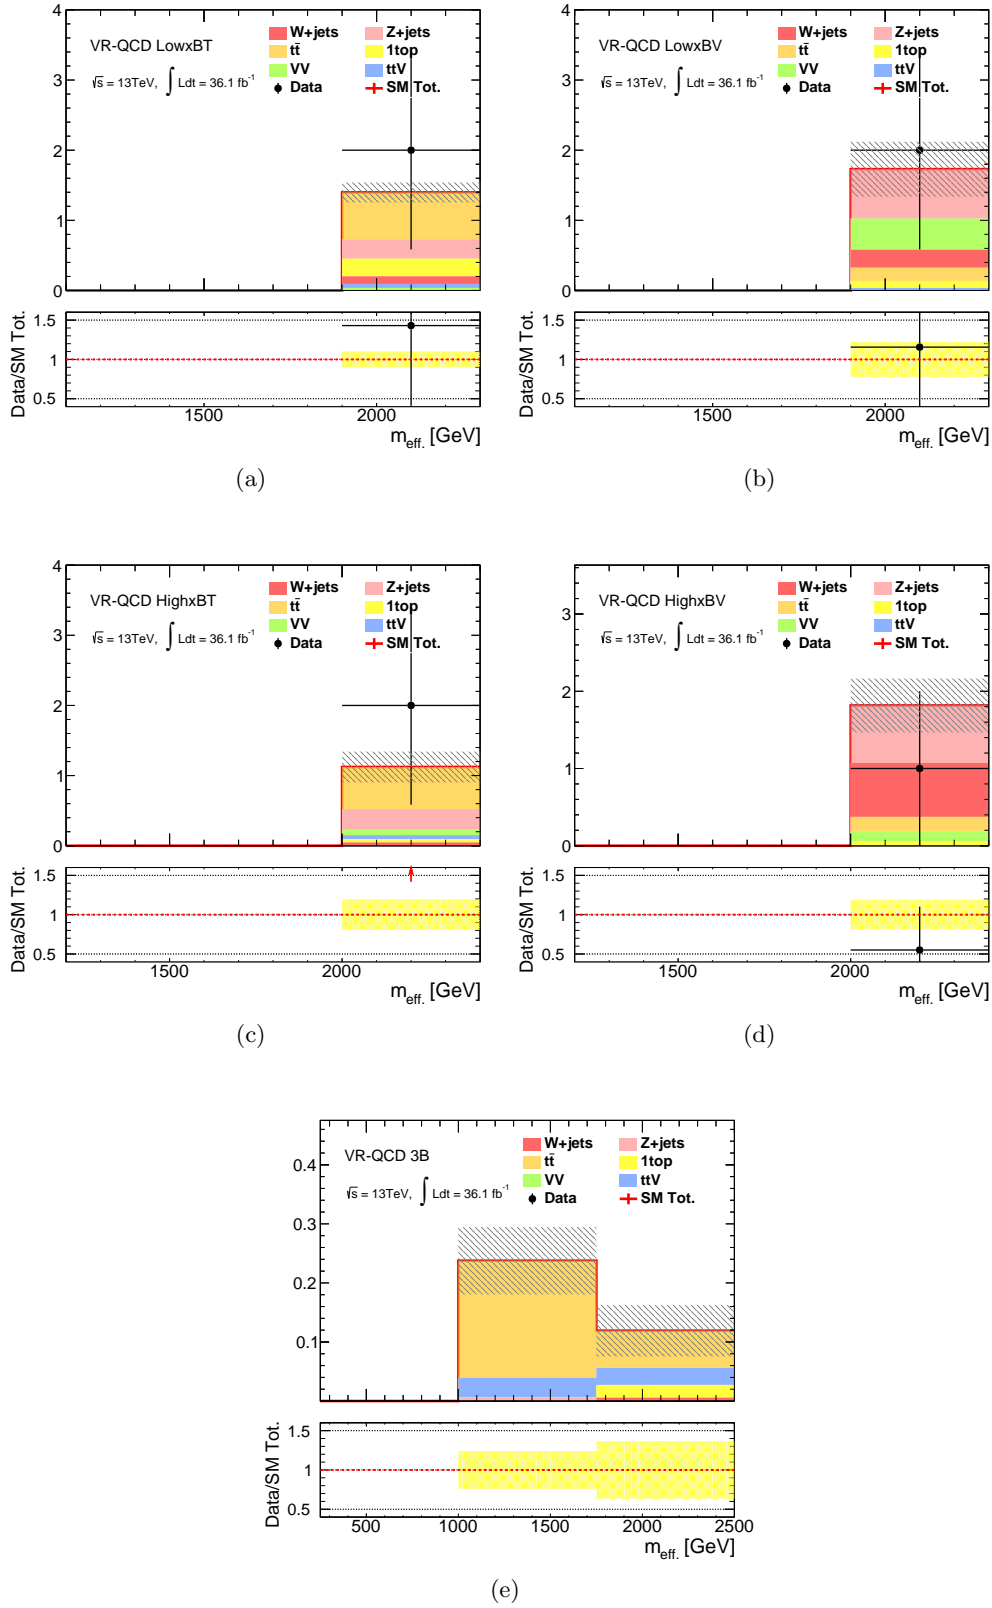 VR-QCD LowxBT
√s = 13TeV, ∫ Ldt = 36.1 fb⁻¹
W+jets Z+jets
tt̄ 1top
VV ttV
Data SM Tot.
4
3
2
1
0
Data/SM Tot.
1.5
1
0.5
1500 2000
m_eff. [GeV]
(a)
VR-QCD LowxBV
√s = 13TeV, ∫ Ldt = 36.1 fb⁻¹
W+jets Z+jets
tt̄ 1top
VV ttV
Data SM Tot.
4
3
2
1
0
Data/SM Tot.
1.5
1
0.5
1500 2000
m_eff. [GeV]
(b)
VR-QCD HighxBT
√s = 13TeV, ∫ Ldt = 36.1 fb⁻¹
W+jets Z+jets
tt̄ 1top
VV ttV
Data SM Tot.
4
3
2
1
0
Data/SM Tot.
1.5
1
0.5
1500 2000
m_eff. [GeV]
(c)
VR-QCD HighxBV
√s = 13TeV, ∫ Ldt = 36.1 fb⁻¹
W+jets Z+jets
tt̄ 1top
VV ttV
Data SM Tot.
3
2
1
0
Data/SM Tot.
1.5
1
0.5
1500 2000
m_eff. [GeV]
(d)
VR-QCD 3B
√s = 13TeV, ∫ Ldt = 36.1 fb⁻¹
W+jets Z+jets
tt̄ 1top
VV ttV
Data SM Tot.
0.4
0.3
0.2
0.1
Data/SM Tot.
1.5
1
0.5
500 1000 1500 2000 2500
m_eff. [GeV]
(e)